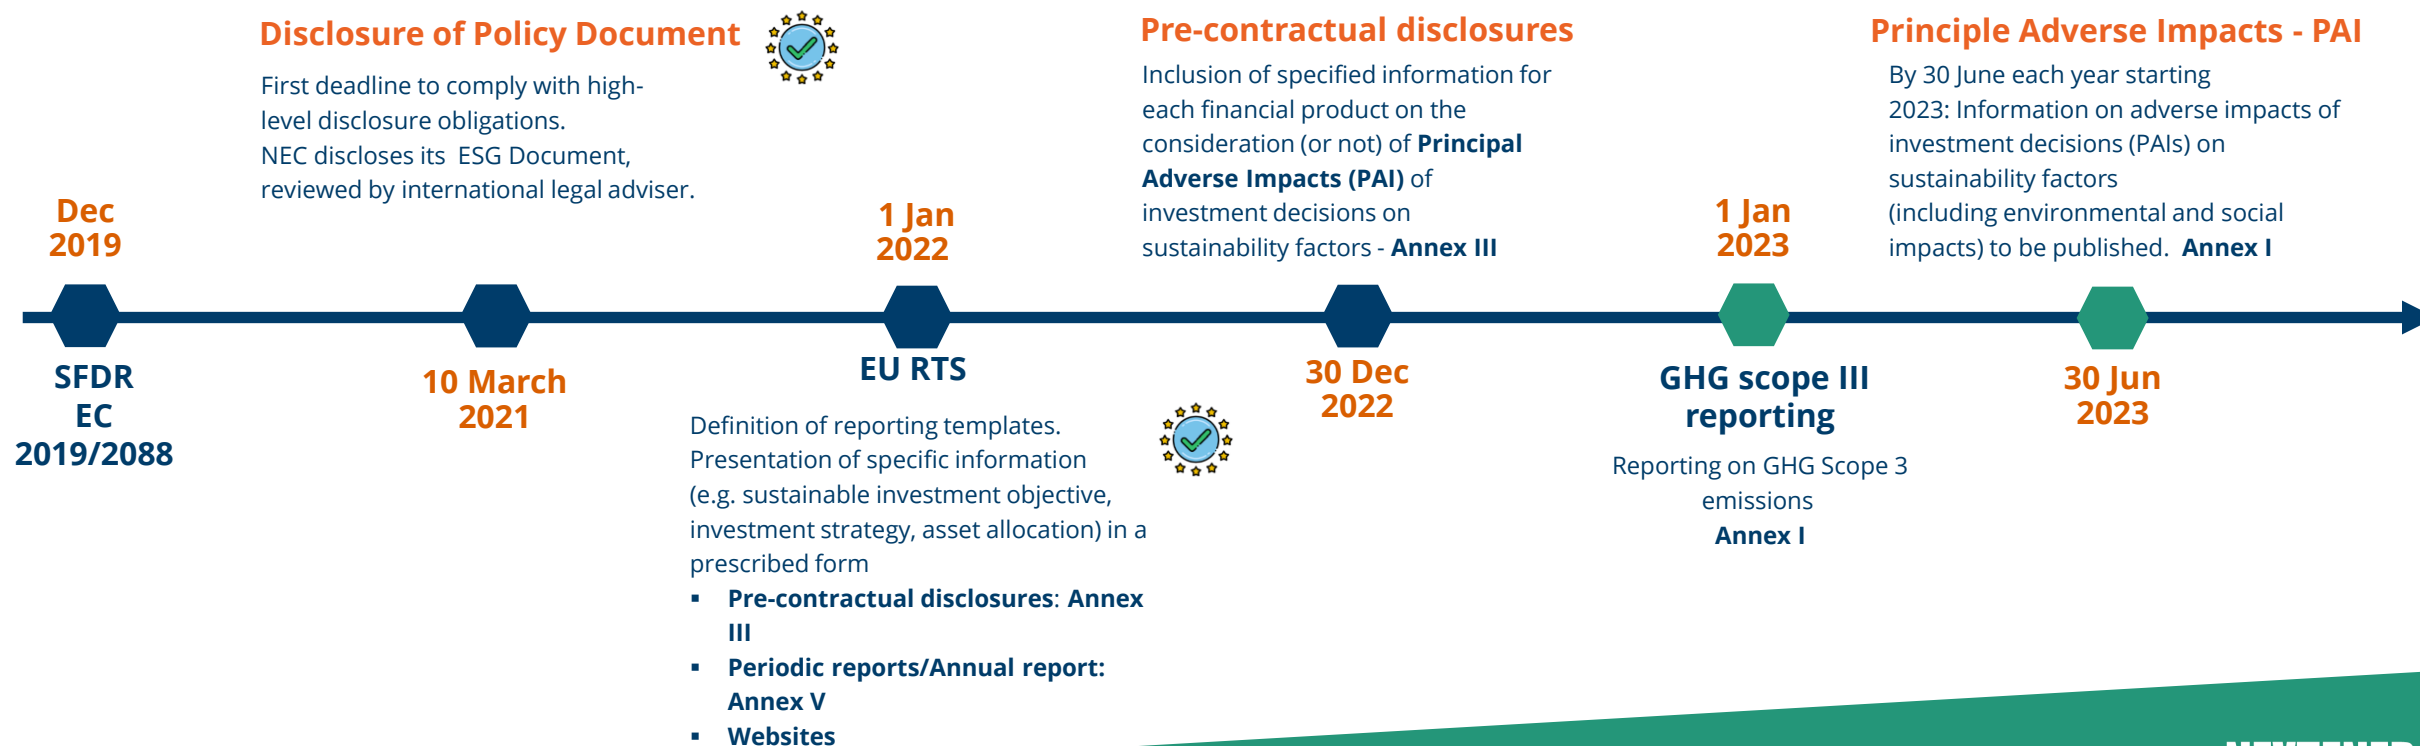 Disclosure of Policy Document
First deadline to comply with high-
level disclosure obligations.
NEC discloses its ESG Document,
reviewed by international legal adviser.
Pre-contractual disclosures
Inclusion of specified information for
each financial product on the
consideration (or not) of Principal
Adverse Impacts (PAI) of
investment decisions on
sustainability factors - Annex III
Principle Adverse Impacts - PAI
By 30 June each year starting
2023: Information on adverse impacts of
investment decisions (PAIs) on
sustainability factors
(including environmental and social
impacts) to be published. Annex I
Dec
2019
1 Jan
2022
1 Jan
2023
SFDR
EC
2019/2088
10 March
2021
EU RTS
Definition of reporting templates.
Presentation of specific information
(e.g. sustainable investment objective,
investment strategy, asset allocation) in a
prescribed form
▪ Pre-contractual disclosures: Annex
III
▪ Periodic reports/Annual report:
Annex V
▪ Websites
30 Dec
2022
GHG scope III
reporting
Reporting on GHG Scope 3
emissions
Annex I
30 Jun
2023